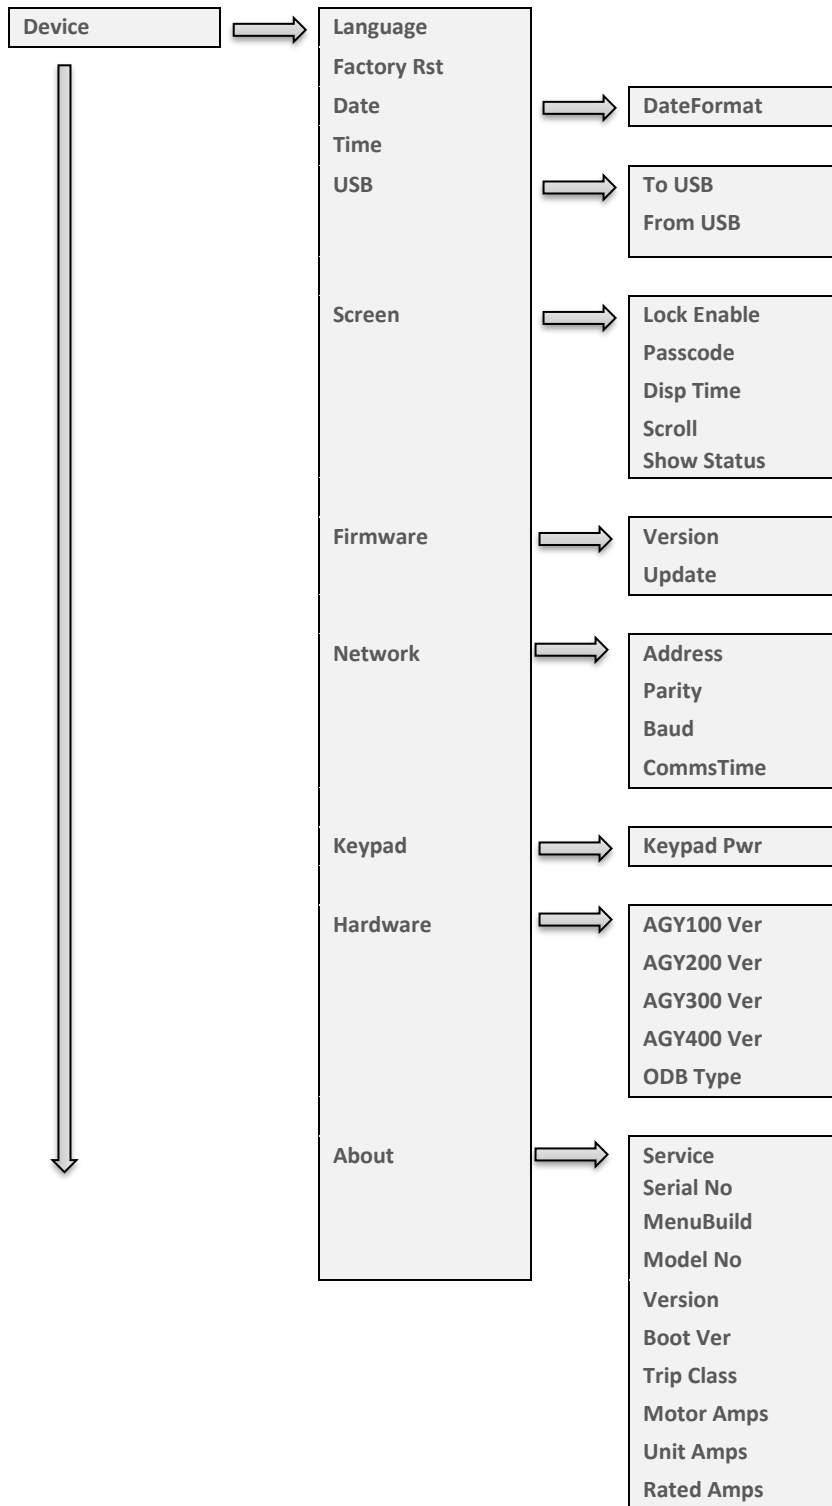 Device
Language
Factory Rst
Date
DateFormat
Time
USB
To USB
From USB
Screen
Lock Enable
Passcode
Disp Time
Scroll
Show Status
Firmware
Version
Update
Network
Address
Parity
Baud
CommsTime
Keypad
Keypad Pwr
Hardware
AGY100 Ver
AGY200 Ver
AGY300 Ver
AGY400 Ver
ODB Type
About
Service
Serial No
MenuBuild
Model No
Version
Boot Ver
Trip Class
Motor Amps
Unit Amps
Rated Amps